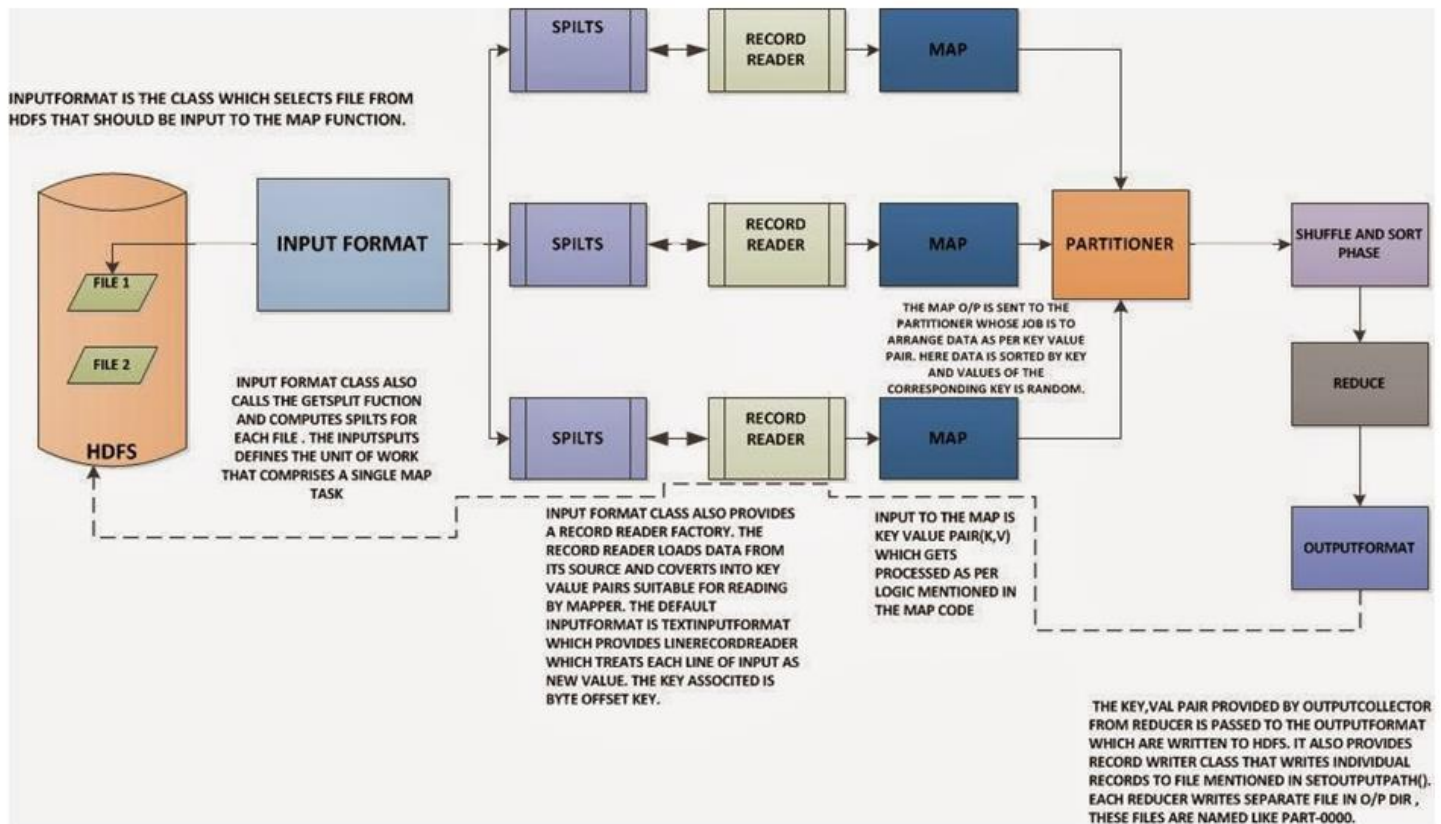 SPILTS
RECORD
READER
MAP
INPUTFORMAT IS THE CLASS WHICH SELECTS FILE FROM
HDFS THAT SHOULD BE INPUT TO THE MAP FUNCTION.
FILE 1
FILE 2
HDFS
INPUT FORMAT
SPILTS
RECORD
READER
MAP
PARTITIONER
SHUFFLE AND SORT
PHASE
THE MAP O/P IS SENT TO THE
PARTITIONER WHOSE JOB IS TO
ARRANGE DATA AS PER KEY VALUE
PAIR. HERE DATA IS SORTED BY KEY
AND VALUES OF THE
CORRESPONDING KEY IS RANDOM.
REDUCE
INPUT FORMAT CLASS ALSO
CALLS THE GETSPLIT FUCTION
AND COMPUTES SPILTS FOR
EACH FILE . THE INPUTSPLITS
DEFINES THE UNIT OF WORK
THAT COMPRISES A SINGLE MAP
TASK
SPILTS
RECORD
READER
MAP
INPUT FORMAT CLASS ALSO PROVIDES
A RECORD READER FACTORY. THE
RECORD READER LOADS DATA FROM
ITS SOURCE AND COVERTS INTO KEY
VALUE PAIRS SUITABLE FOR READING
BY MAPPER. THE DEFAULT
INPUTFORMAT IS TEXTINPUTFORMAT
WHICH PROVIDES LINERECORDREADER
WHICH TREATS EACH LINE OF INPUT AS
NEW VALUE. THE KEY ASSOCITED IS
BYTE OFFSET KEY.
INPUT TO THE MAP IS
KEY VALUE PAIR(K,V)
WHICH GETS
PROCESSED AS PER
LOGIC MENTIONED IN
THE MAP CODE
OUTPUTFORMAT
THE KEY,VAL PAIR PROVIDED BY OUTPUTCOLLECTOR
FROM REDUCER IS PASSED TO THE OUTPUTFORMAT
WHICH ARE WRITTEN TO HDFS. IT ALSO PROVIDES
RECORD WRITER CLASS THAT WRITES INDIVIDUAL
RECORDS TO FILE MENTIONED IN SETOUTPUTPATH().
EACH REDUCER WRITES SEPARATE FILE IN O/P DIR ,
THESE FILES ARE NAMED LIKE PART-0000.